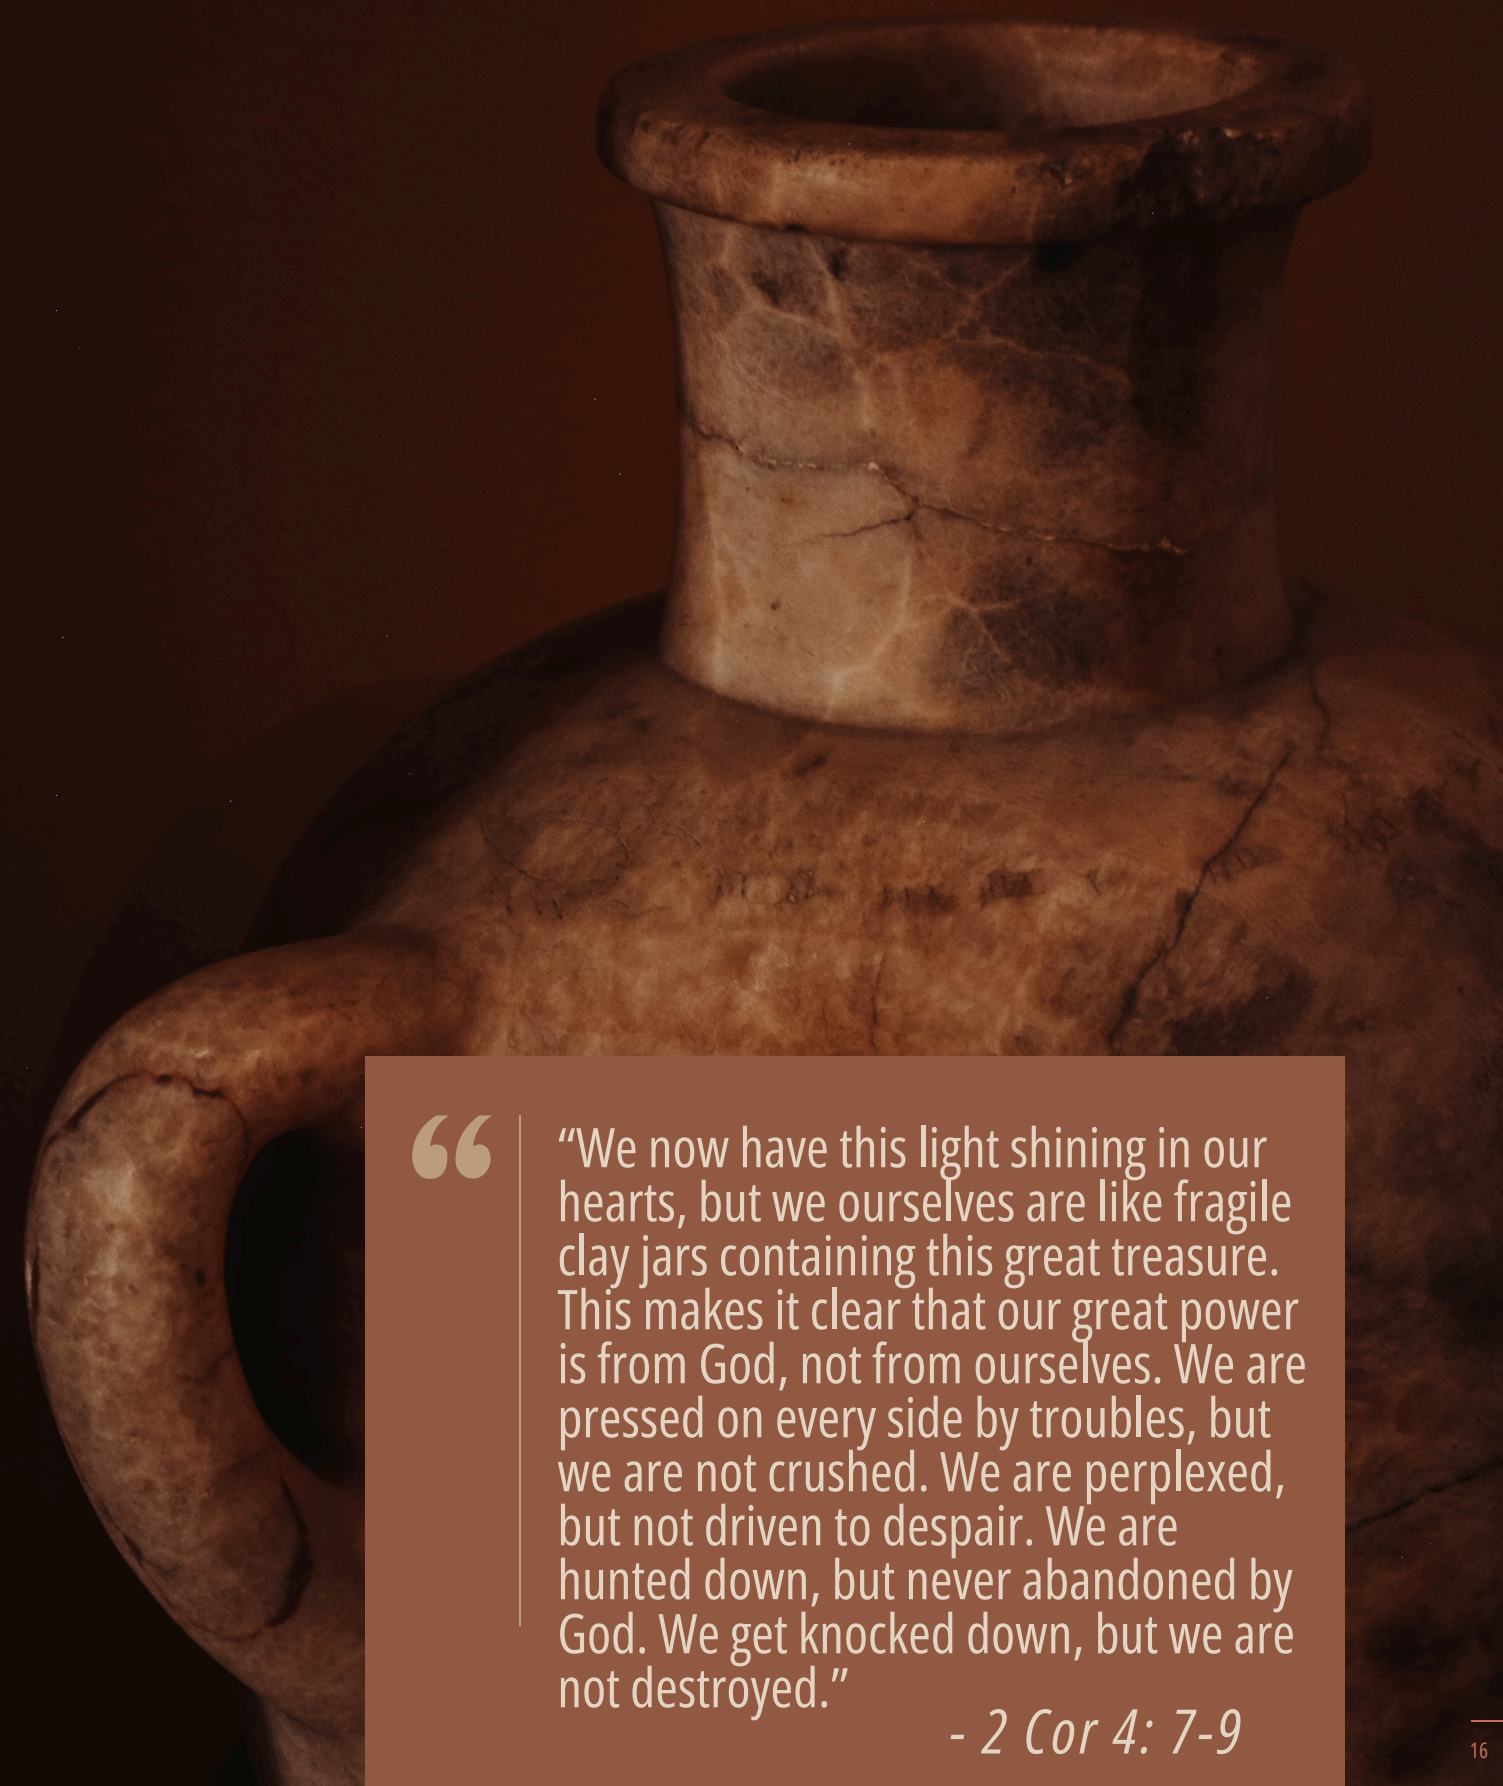 “
“We now have this light shining in our
hearts, but we ourselves are like fragile
clay jars containing this great treasure.
This makes it clear that our great power
is from God, not from ourselves. We are
pressed on every side by troubles, but
we are not crushed. We are perplexed,
but not driven to despair. We are
hunted down, but never abandoned by
God. We get knocked down, but we are
not destroyed.”
- 2 Cor 4: 7-9
16